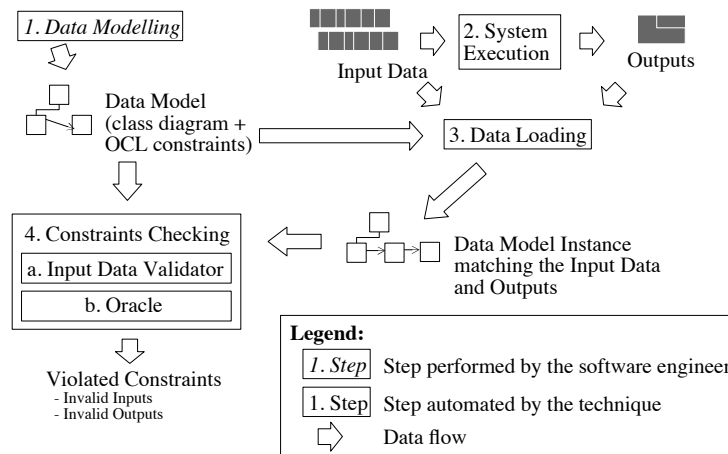 1. Data Modelling
Input Data
2. System
Execution
Outputs
Data Model
(class diagram +
OCL constraints)
3. Data Loading
4. Constraints Checking
a. Input Data Validator
b. Oracle
Data Model Instance
matching the Input Data
and Outputs
Violated Constraints
- Invalid Inputs
- Invalid Outputs
Legend:
1. Step Step performed by the software engineer
1. Step Step automated by the technique
Data flow